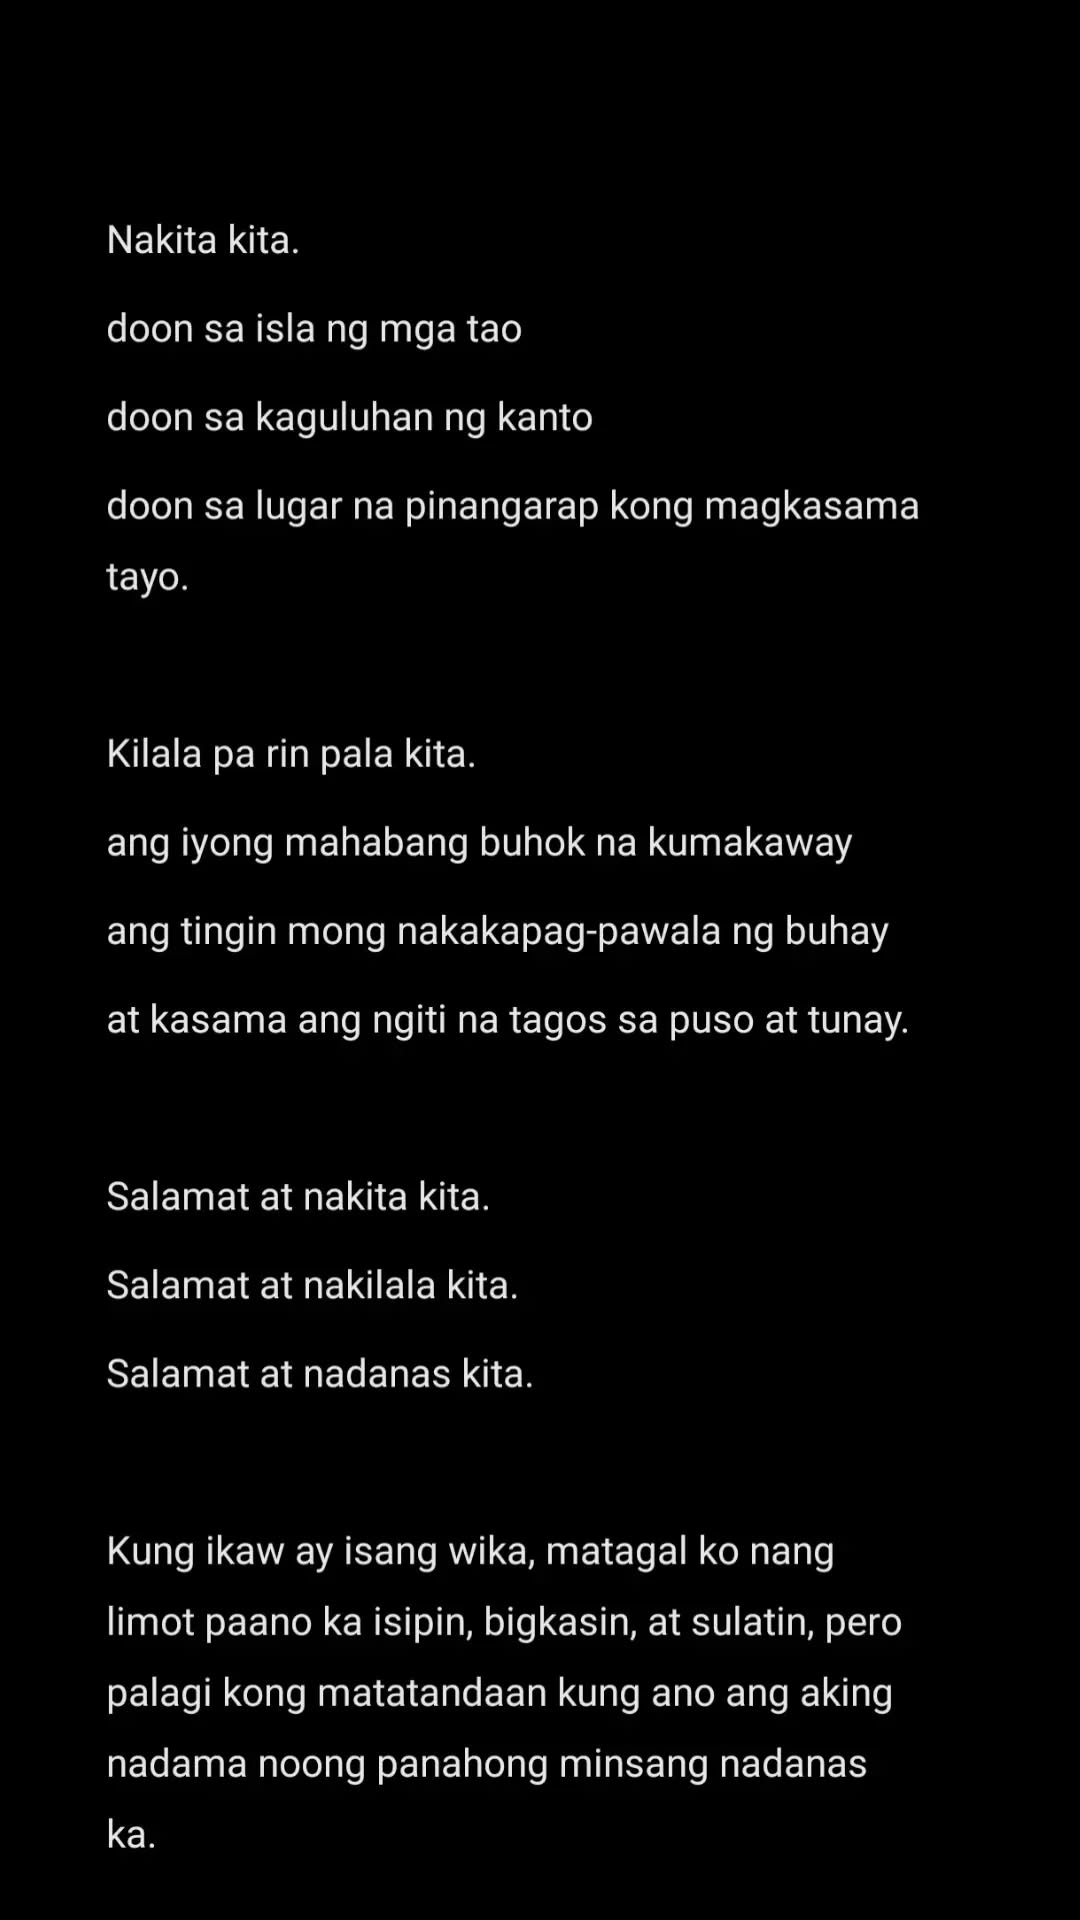 Nakita kita.
doon sa isla ng mga tao
doon sa kaguluhan ng kanto
doon sa lugar na pinangarap kong magkasama
tayo.
Kilala pa rin pala kita.
ang iyong mahabang buhok na kumakaway
ang tingin mong nakakapag-pawala ng buhay
at kasama ang ngiti na tagos sa puso at tunay.
Salamat at nakita kita.
Salamat at nakilala kita.
Salamat at nadanas kita.
Kung ikaw ay isang wika, matagal ko nang
limot paano ka isipin, bigkasin, at sulatin, pero
palagi kong matatandaan kung ano ang aking
nadama noong panahong minsang nadanas
ka.